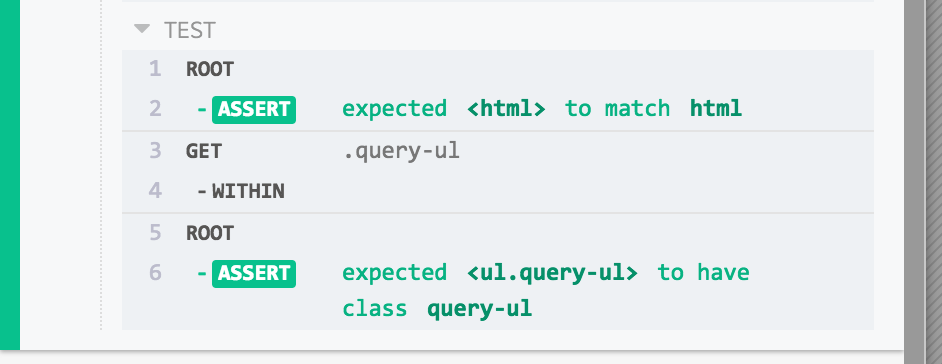 TEST
1 ROOT
2 - ASSERT expected <html> to match html
3 GET .query-ul
4 - WITHIN
5 ROOT
6 - ASSERT expected <ul.query-ul> to have
class query-ul